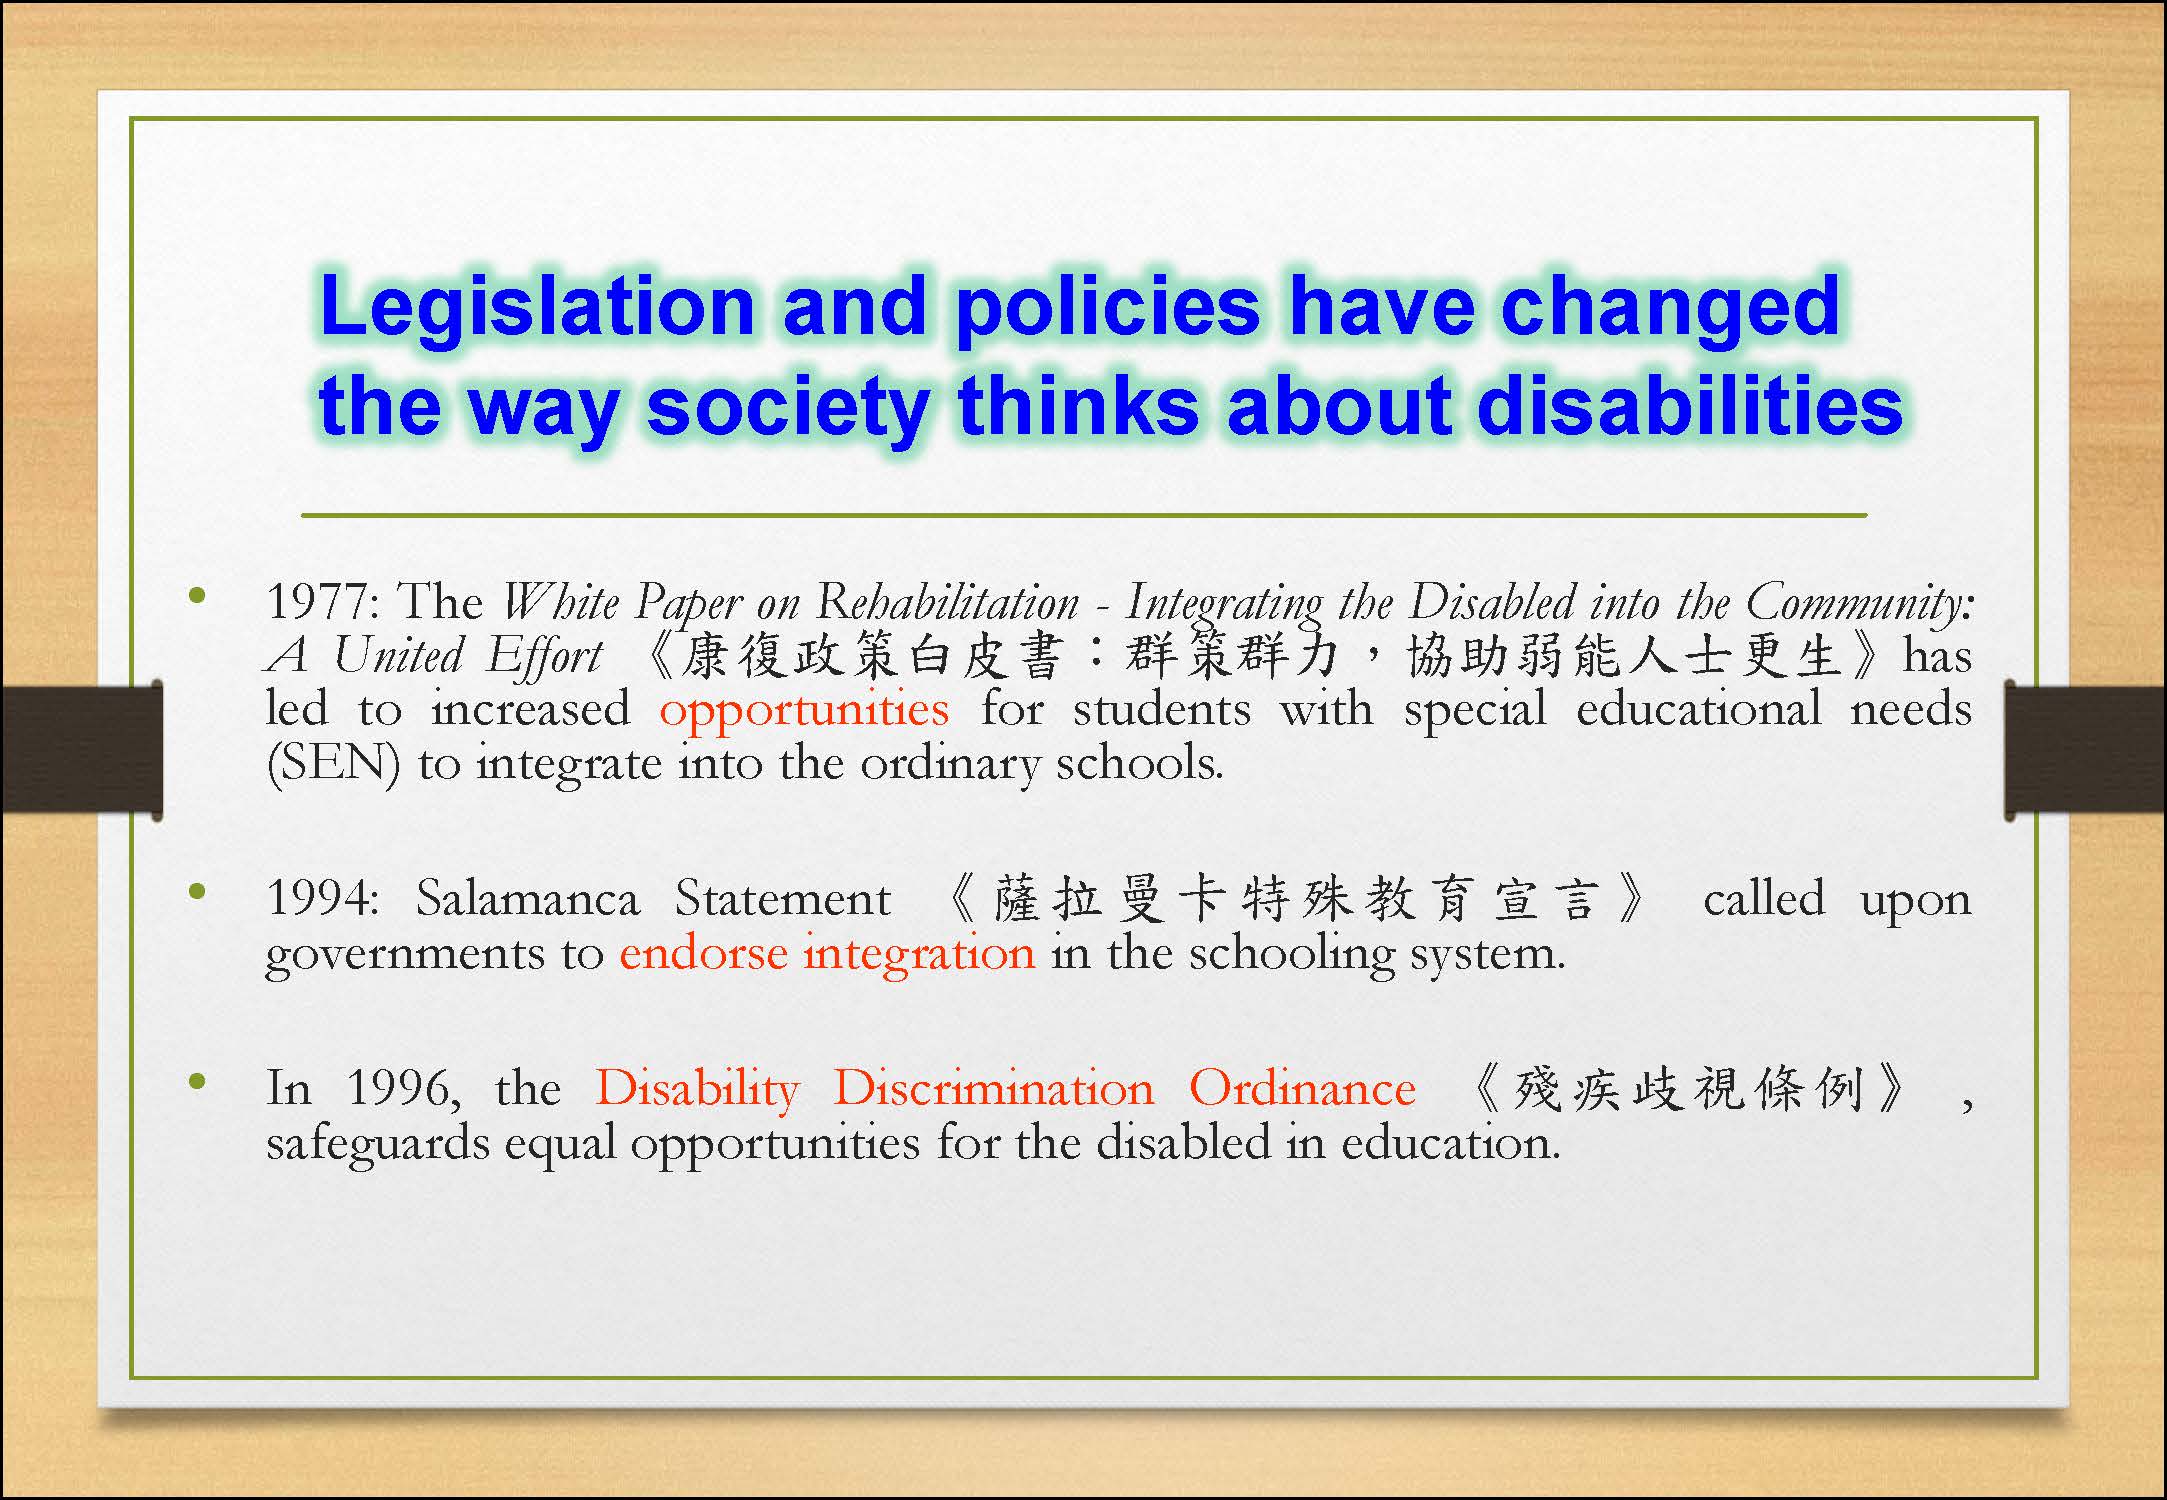 Legislation and policies have changed
the way society thinks about disabilities
• 1977: The White Paper on Rehabilitation - Integrating the Disabled into the Community:
A United Effort 《康復政策白皮書：群策群力，協助弱能人士更生》has
led to increased opportunities for students with special educational needs
(SEN) to integrate into the ordinary schools.
• 1994: Salamanca Statement 《薩拉曼卡特殊教育宣言》 called upon
governments to endorse integration in the schooling system.
• In 1996, the Disability Discrimination Ordinance 《殘疾歧視條例》 ,
safeguards equal opportunities for the disabled in education.